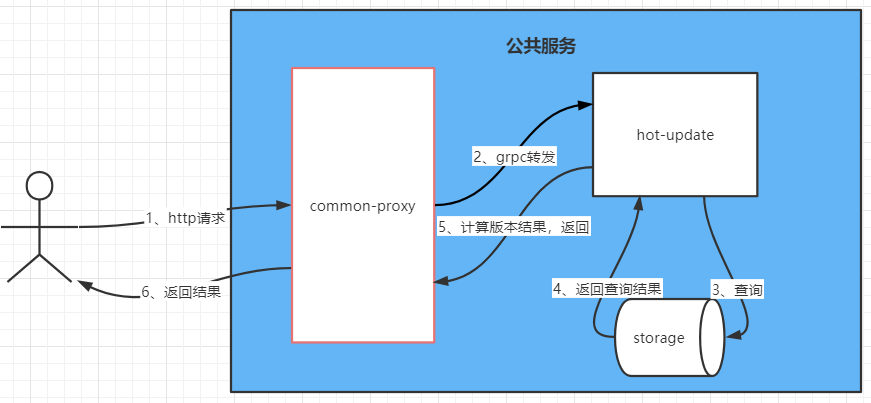 公共服务
hot-update
2、grpc转发
common-proxy
1、http请求
5、计算版本结果，返回
6、返回结果
4、返回查询结果
3、查询
storage